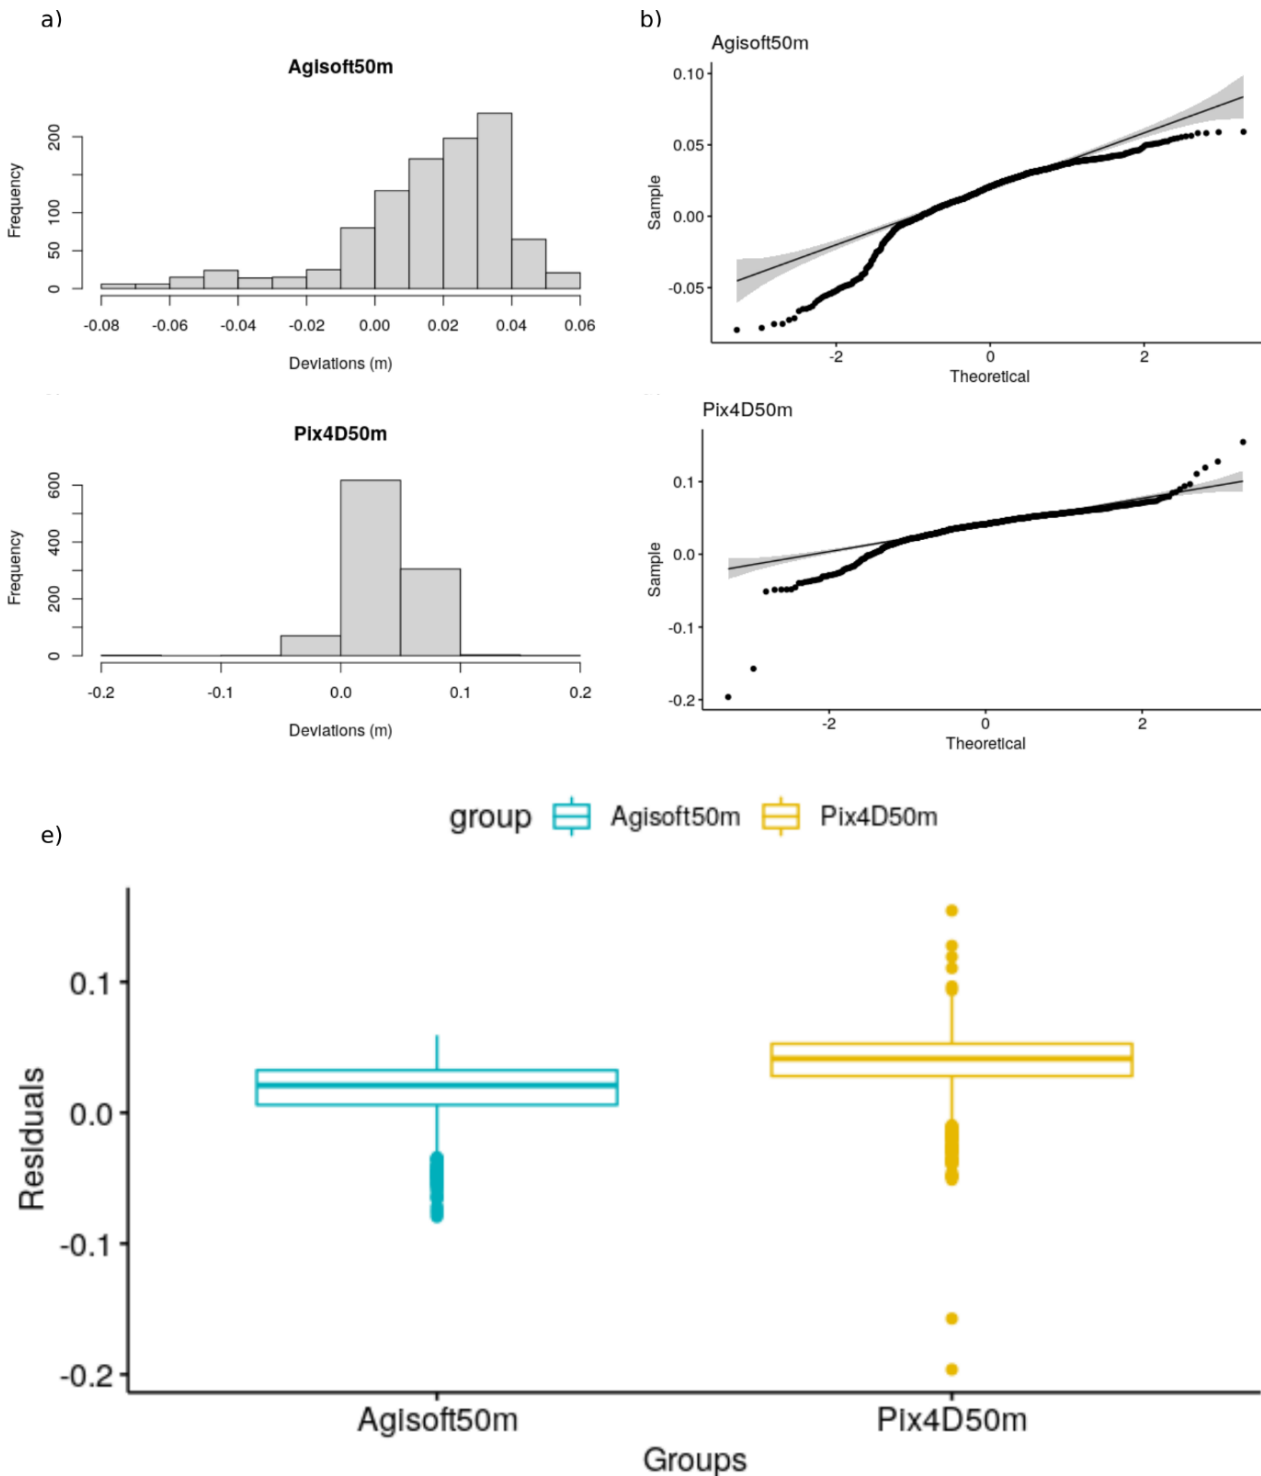 a)
Agisoft50m
Frequency
200
100
50
0
-0.08 -0.06 -0.04 -0.02 0.00 0.02 0.04 0.06
Deviations (m)
b)
Agisoft50m
Sample
0.10
0.05
0.00
-0.05
-2 0 2
Theoretical
Pix4D50m
Frequency
600
400
200
0
-0.2 -0.1 0.0 0.1 0.2
Deviations (m)
Pix4D50m
Sample
0.1
0.0
-0.1
-0.2
-2 0 2
Theoretical
e)
group Agisoft50m Pix4D50m
Residuals
0.1
0.0
-0.1
-0.2
Agisoft50m Pix4D50m
Groups